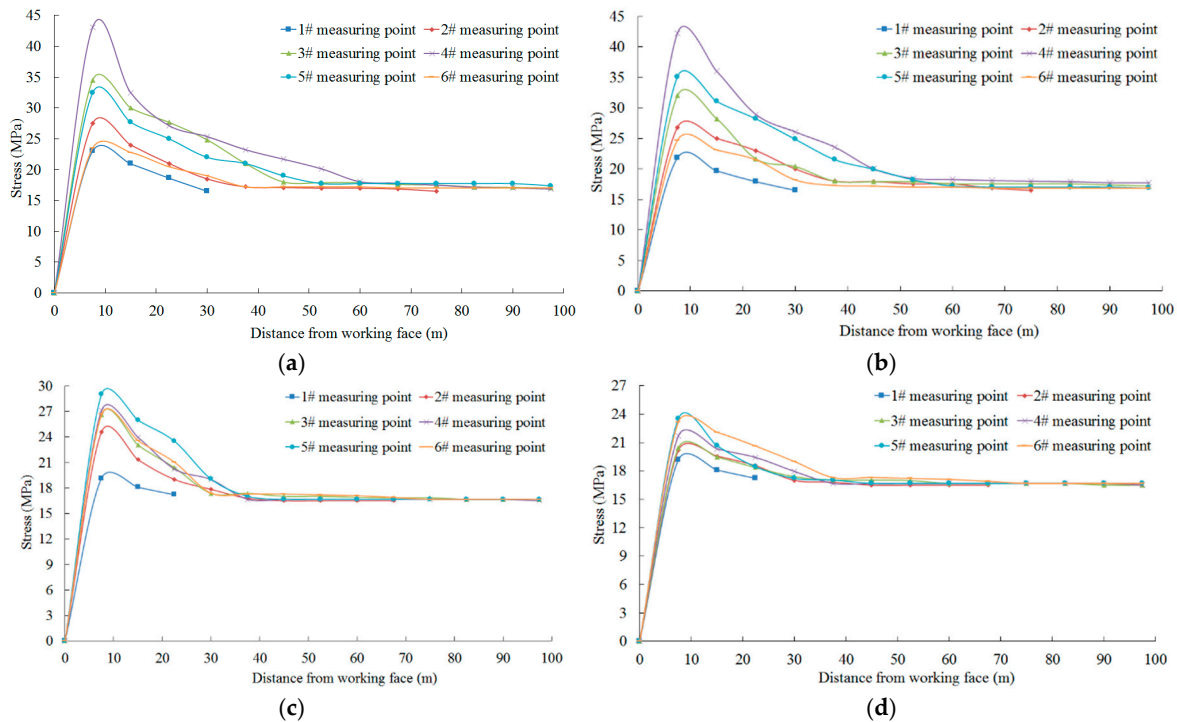 45
40
35
30
25
20
15
10
5
0
Stress (MPa)
1# measuring point 2# measuring point
3# measuring point 4# measuring point
5# measuring point 6# measuring point
0 10 20 30 40 50 60 70 80 90 100
Distance from working face (m)
(a)
45
40
35
30
25
20
15
10
5
0
Stress (MPa)
1# measuring point 2# measuring point
3# measuring point 4# measuring point
5# measuring point 6# measuring point
0 10 20 30 40 50 60 70 80 90 100
Distance from working face (m)
(b)
30
27
24
21
18
15
12
9
6
3
0
Stress (MPa)
1# measuring point 2# measuring point
3# measuring point 4# measuring point
5# measuring point 6# measuring point
0 10 20 30 40 50 60 70 80 90 100
Distance from working face (m)
(c)
27
24
21
18
15
12
9
6
3
0
Stress (MPa)
1# measuring point 2# measuring point
3# measuring point 4# measuring point
5# measuring point 6# measuring point
0 10 20 30 40 50 60 70 80 90 100
Distance from working face (m)
(d)